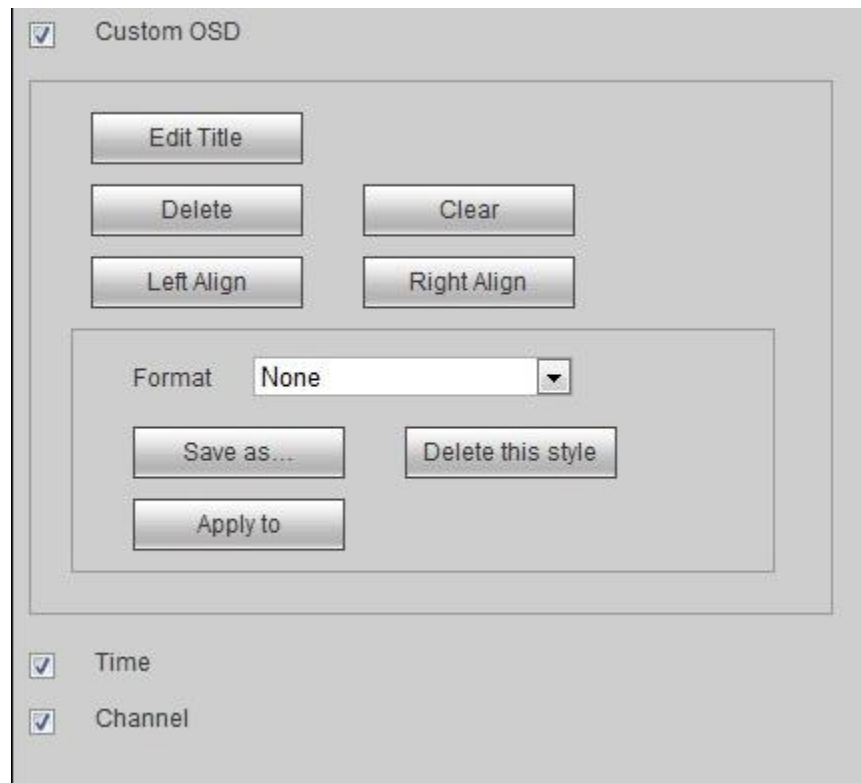 Custom OSD
Edit Title
Delete Clear
Left Align Right Align
Format None
Save as... Delete this style
Apply to
Time
Channel